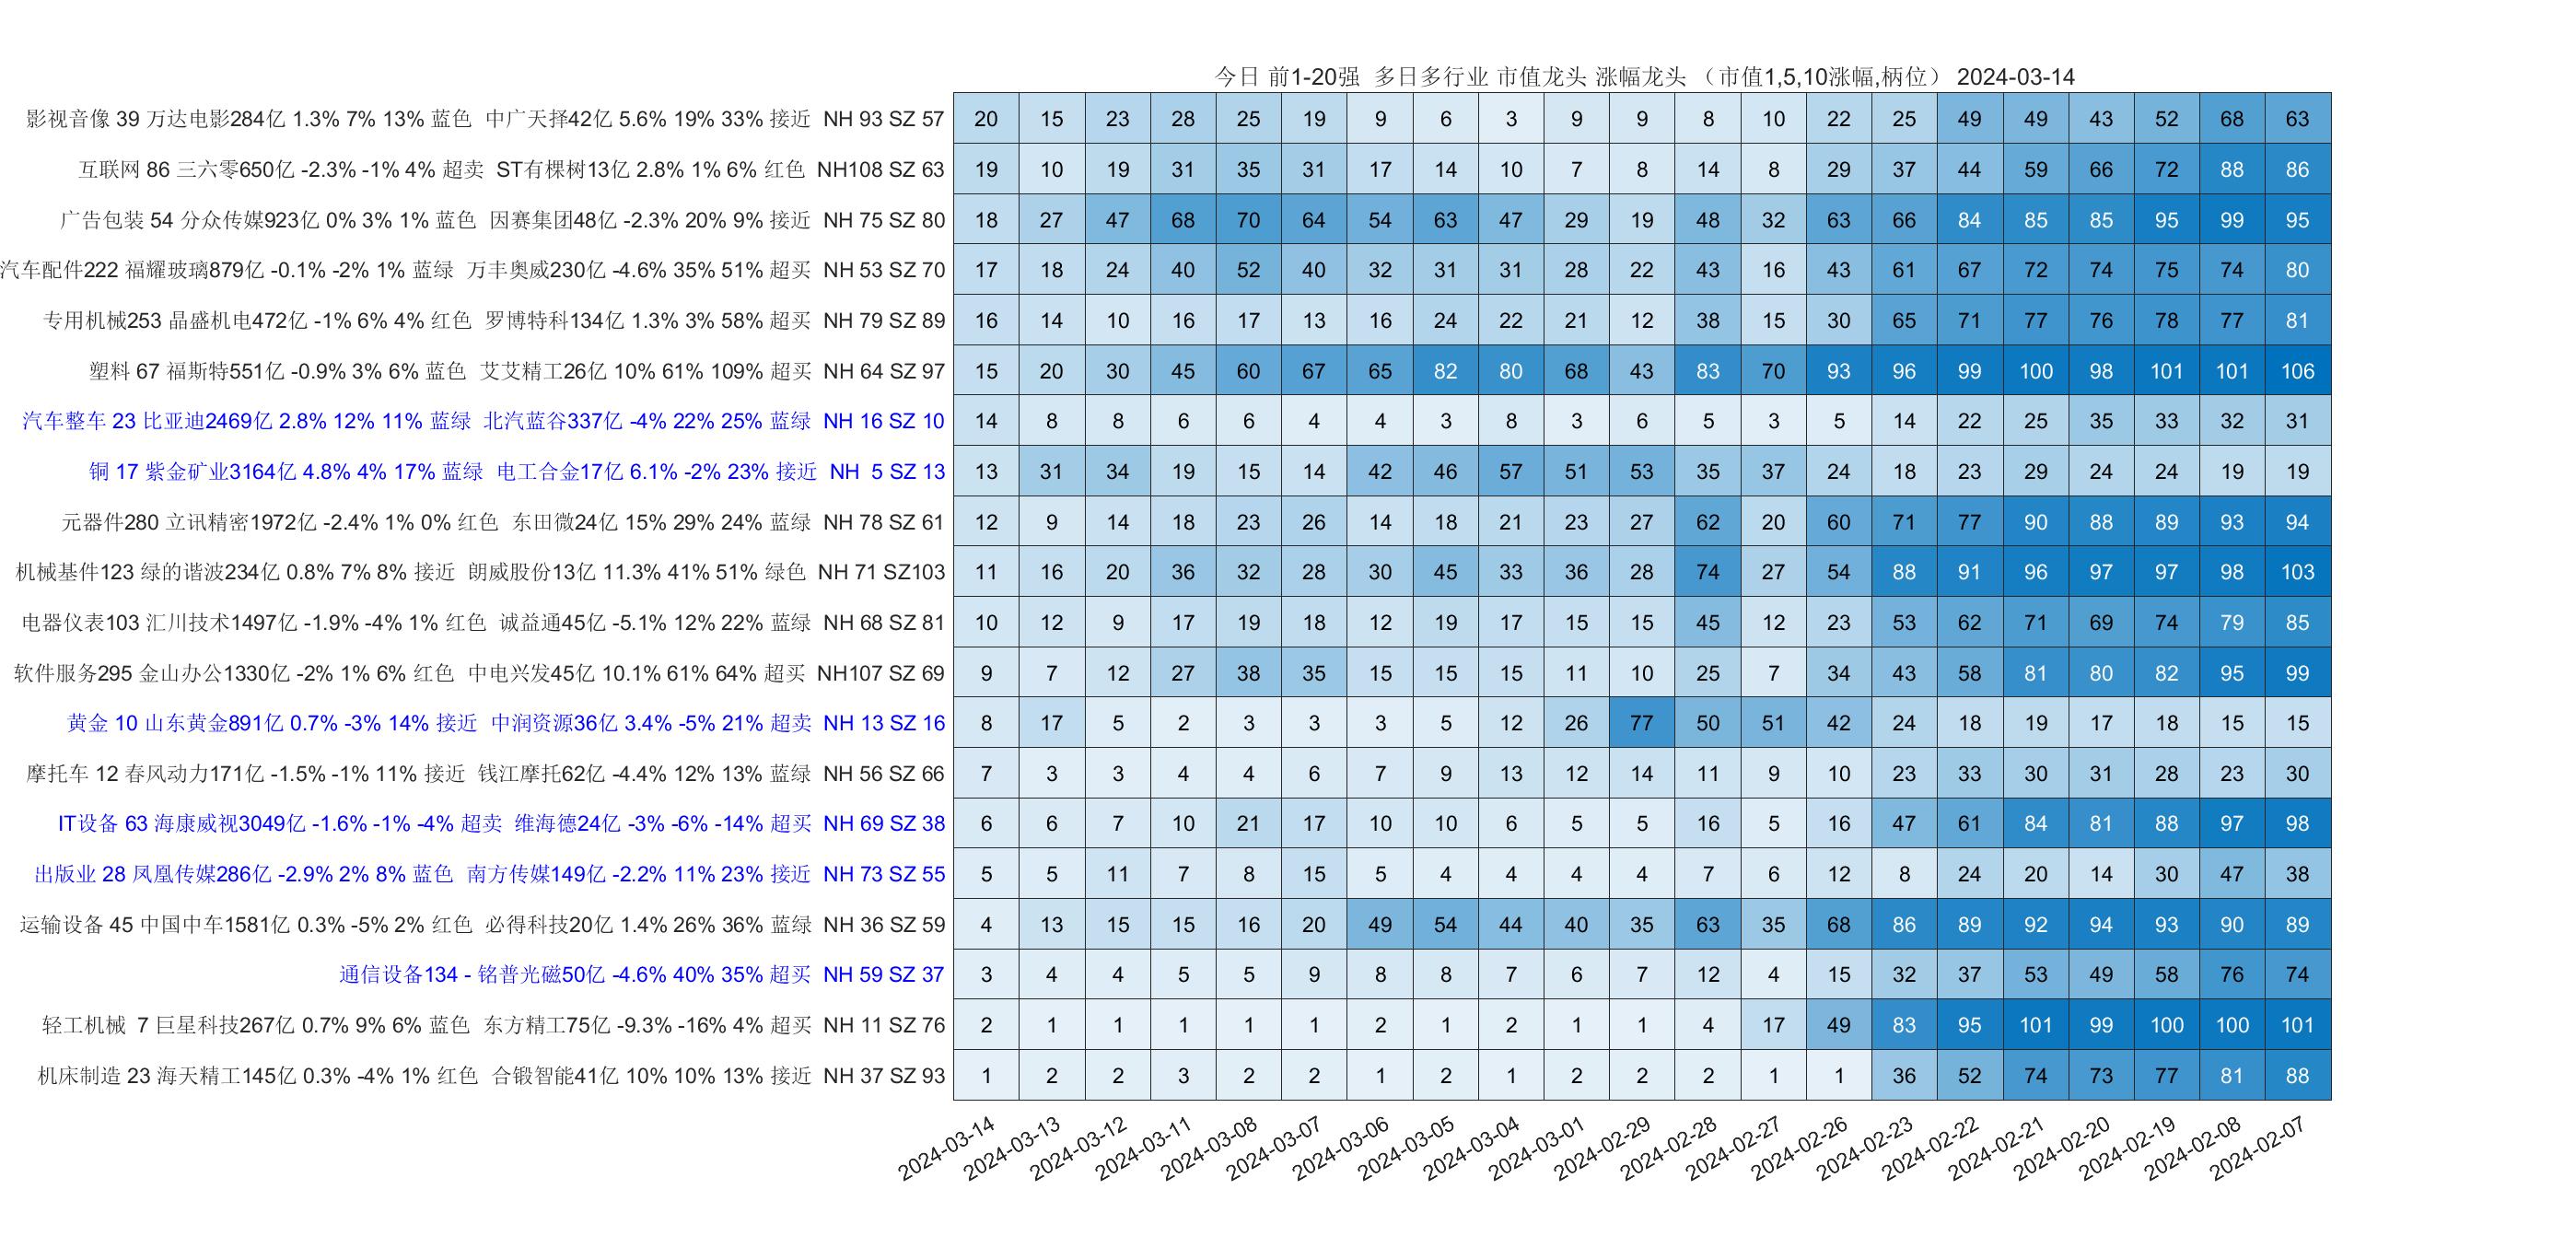 今日 前1-20强 多日多行业 市值龙头 涨幅龙头 （市值1,5,10涨幅,柄位） 2024-03-14
影视音像 39 万达电影284亿 1.3% 7% 13% 蓝色 中广天择42亿 5.6% 19% 33% 接近 NH 93 SZ 57 20 15 23 28 25 19 9 6 3 9 9 8 10 22 25 49 49 43 52 68 63
互联网 86 三六零650亿 -2.3% -1% 4% 超卖 ST有棵树13亿 2.8% 1% 6% 红色 NH108 SZ 63 19 10 19 31 35 31 17 14 10 7 8 14 8 29 37 44 59 66 72 88 86
广告包装 54 分众传媒923亿 0% 3% 1% 蓝色 因赛集团48亿 -2.3% 20% 9% 接近 NH 75 SZ 80 18 27 47 68 70 64 54 63 47 29 19 48 32 63 66 84 85 85 95 99 95
汽车配件222 福耀玻璃879亿 -0.1% -2% 1% 蓝绿 万丰奥威230亿 -4.6% 35% 51% 超买 NH 53 SZ 70 17 18 24 40 52 40 32 31 31 28 22 43 16 43 61 67 72 74 75 74 80
专用机械253 晶盛机电472亿 -1% 6% 4% 红色 罗博特科134亿 1.3% 3% 58% 超买 NH 79 SZ 89 16 14 10 16 17 13 16 24 22 21 12 38 15 30 65 71 77 76 78 77 81
塑料 67 福斯特551亿 -0.9% 3% 6% 蓝色 艾艾精工26亿 10% 61% 109% 超买 NH 64 SZ 97 15 20 30 45 60 67 65 82 80 68 43 83 70 93 96 99 100 98 101 101 106
汽车整车 23 比亚迪2469亿 2.8% 12% 11% 蓝绿 北汽蓝谷337亿 -4% 22% 25% 蓝绿 NH 16 SZ 10 14 8 8 6 6 4 4 3 8 3 6 5 3 5 14 22 25 35 33 32 31
铜 17 紫金矿业3164亿 4.8% 4% 17% 蓝绿 电工合金17亿 6.1% -2% 23% 接近 NH 5 SZ 13 13 31 34 19 15 14 42 46 57 51 53 35 37 24 18 23 29 24 24 19 19
元器件280 立讯精密1972亿 -2.4% 1% 0% 红色 东田微24亿 15% 29% 24% 蓝绿 NH 78 SZ 61 12 9 14 18 23 26 14 18 21 23 27 62 20 60 71 77 90 88 89 93 94
机械基件123 绿的谐波234亿 0.8% 7% 8% 接近 朗威股份13亿 11.3% 41% 51% 绿色 NH 71 SZ103 11 16 20 36 32 28 30 45 33 36 28 74 27 54 88 91 96 97 97 98 103
电器仪表103 汇川技术1497亿 -1.9% -4% 1% 红色 诚益通45亿 -5.1% 12% 22% 蓝绿 NH 68 SZ 81 10 12 9 17 19 18 12 19 17 15 15 45 12 23 53 62 71 69 74 79 85
软件服务295 金山办公1330亿 -2% 1% 6% 红色 中电兴发45亿 10.1% 61% 64% 超买 NH107 SZ 69 9 7 12 27 38 35 15 15 15 11 10 25 7 34 43 58 81 80 82 95 99
黄金 10 山东黄金891亿 0.7% -3% 14% 接近 中润资源36亿 3.4% -5% 21% 超卖 NH 13 SZ 16 8 17 5 2 3 3 3 5 12 26 77 50 51 42 24 18 19 17 18 15 15
摩托车 12 春风动力171亿 -1.5% -1% 11% 接近 钱江摩托62亿 -4.4% 12% 13% 蓝绿 NH 56 SZ 66 7 3 3 4 4 6 7 9 13 12 14 11 9 10 23 33 30 31 28 23 30
IT设备 63 海康威视3049亿 -1.6% -1% -4% 超卖 维海德24亿 -3% -6% -14% 超买 NH 69 SZ 38 6 6 7 10 21 17 10 10 6 5 5 16 5 16 47 61 84 81 88 97 98
出版业 28 凤凰传媒286亿 -2.9% 2% 8% 蓝色 南方传媒149亿 -2.2% 11% 23% 接近 NH 73 SZ 55 5 5 11 7 8 15 5 4 4 4 4 7 6 12 8 24 20 14 30 47 38
运输设备 45 中国中车1581亿 0.3% -5% 2% 红色 必得科技20亿 1.4% 26% 36% 蓝绿 NH 36 SZ 59 4 13 15 15 16 20 49 54 44 40 35 63 35 68 86 89 92 94 93 90 89
通信设备134 - 铭普光磁50亿 -4.6% 40% 35% 超买 NH 59 SZ 37 3 4 4 5 5 9 8 8 7 6 7 12 4 15 32 37 53 49 58 76 74
轻工机械 7 巨星科技267亿 0.7% 9% 6% 蓝色 东方精工75亿 -9.3% -16% 4% 超买 NH 11 SZ 76 2 1 1 1 1 1 2 1 2 1 1 4 17 49 83 95 101 99 100 100 101
机床制造 23 海天精工145亿 0.3% -4% 1% 红色 合锻智能41亿 10% 10% 13% 接近 NH 37 SZ 93 1 2 2 3 2 2 1 2 1 2 2 2 1 1 36 52 74 73 77 81 88
2024-03-14 2024-03-13 2024-03-12 2024-03-11 2024-03-08 2024-03-07 2024-03-06 2024-03-05 2024-03-04 2024-03-01 2024-02-29 2024-02-28 2024-02-27 2024-02-26 2024-02-23 2024-02-22 2024-02-21 2024-02-20 2024-02-19 2024-02-08 2024-02-07